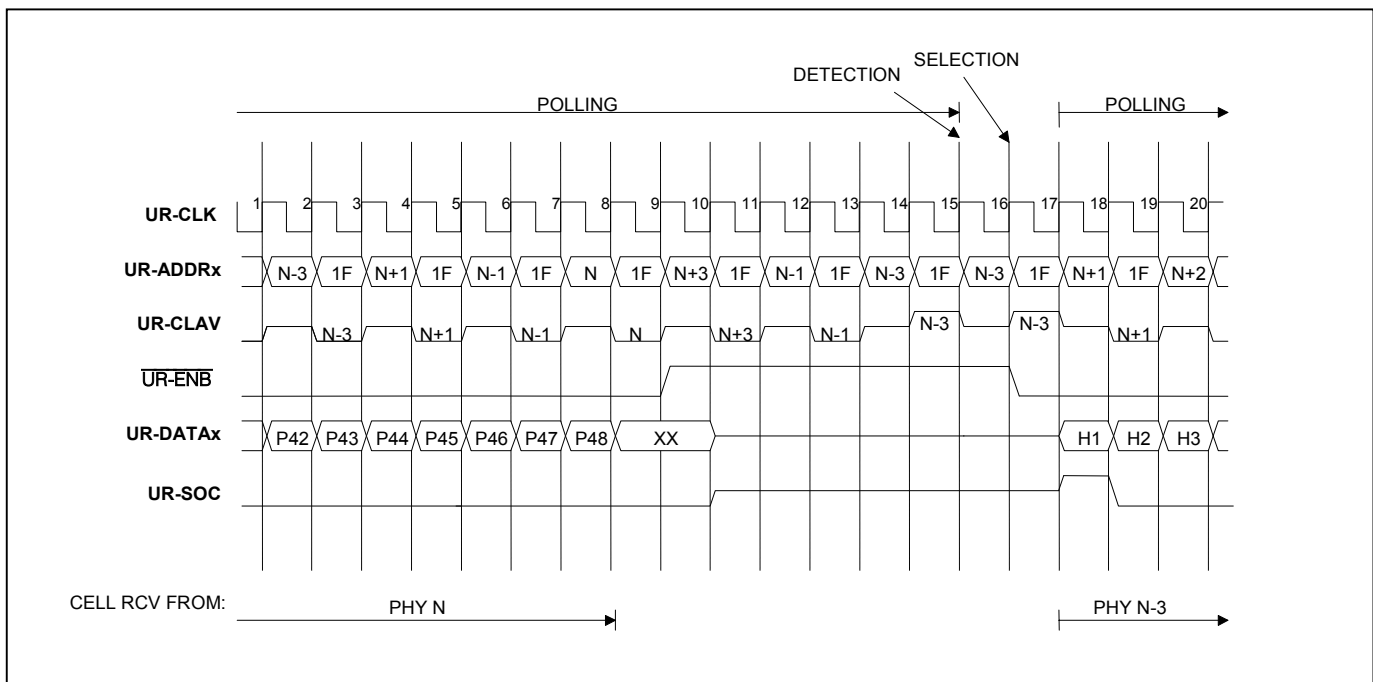 DETECTION SELECTION
POLLING POLLING
UR-CLK 1 2 3 4 5 6 7 8 9 10 11 12 13 14 15 16 17 18 19 20
UR-ADDRx N-3 1F N+1 1F N-1 1F N 1F N+3 1F N-1 1F N-3 1F N-3 1F N+1 1F N+2
UR-CLAV N-3 N+1 N-1 N N+3 N-1 N-3 N-3 N+1
UR-ENB
UR-DATAx P42 P43 P44 P45 P46 P47 P48 XX H1 H2 H3
UR-SOC
CELL RCV FROM: PHY N PHY N-3